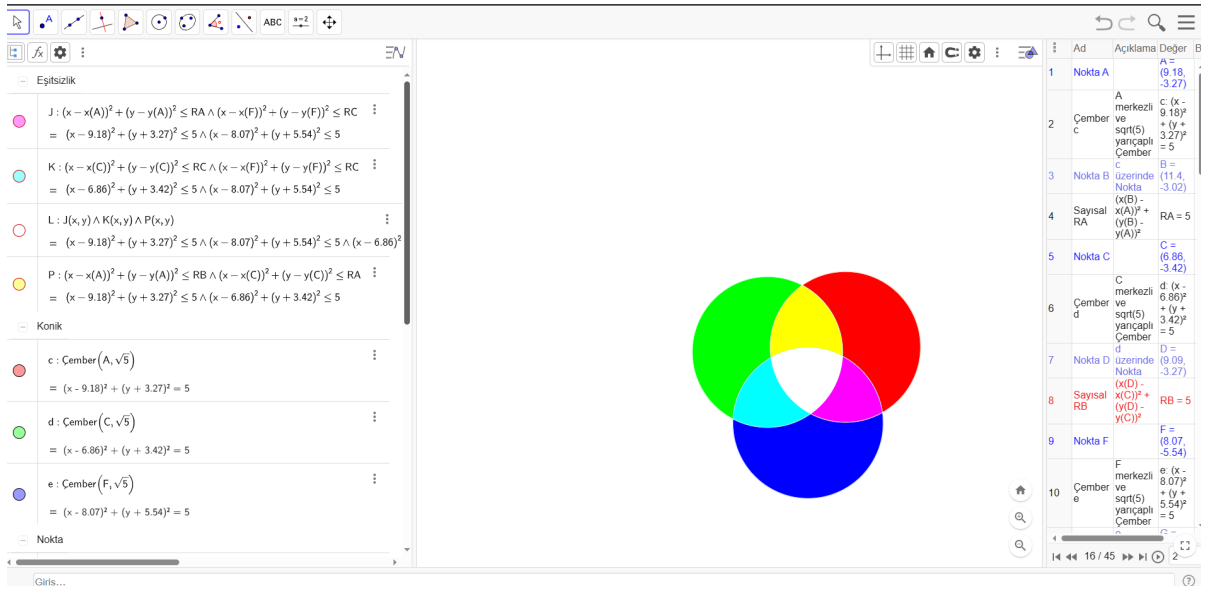 ABC
a=2
fx
Eşitsizlik
J : (x − x(A))² + (y − y(A))² ≤ RA ∧ (x − x(F))² + (y − y(F))² ≤ RC
= (x − 9.18)² + (y + 3.27)² ≤ 5 ∧ (x − 8.07)² + (y + 5.54)² ≤ 5
K : (x − x(C))² + (y − y(C))² ≤ RC ∧ (x − x(F))² + (y − y(F))² ≤ RC
= (x − 6.86)² + (y + 3.42)² ≤ 5 ∧ (x − 8.07)² + (y + 5.54)² ≤ 5
L : J(x, y) ∧ K(x, y) ∧ P(x, y)
= (x − 9.18)² + (y + 3.27)² ≤ 5 ∧ (x − 8.07)² + (y + 5.54)² ≤ 5 ∧ (x − 6.86)²
P : (x − x(A))² + (y − y(A))² ≤ RB ∧ (x − x(C))² + (y − y(C))² ≤ RA
= (x − 9.18)² + (y + 3.27)² ≤ 5 ∧ (x − 6.86)² + (y + 3.42)² ≤ 5
Konik
c : Çember(A, √5)
= (x - 9.18)² + (y + 3.27)² = 5
d : Çember(C, √5)
= (x - 6.86)² + (y + 3.42)² = 5
e : Çember(F, √5)
= (x - 8.07)² + (y + 5.54)² = 5
Nokta
Giriş...
Ad Açıklama Değer B
1 Nokta A
A =
(9.18,
-3.27)
2 Çember
c
A
merkezli
ve
sqrt(5)
yarıçaplı
Çember
c: (x -
9.18)²
+ (y +
3.27)²
= 5
3 Nokta B
c
üzerinde
Nokta
B =
(11.4,
-3.02)
4 Sayısal
RA
(x(B) -
x(A))² +
(y(B) -
y(A))²
RA = 5
5 Nokta C
C =
(6.86,
-3.42)
6 Çember
d
C
merkezli
ve
sqrt(5)
yarıçaplı
Çember
d: (x -
6.86)²
+ (y +
3.42)²
= 5
7 Nokta D
d
üzerinde
Nokta
D =
(9.09,
-3.27)
8 Sayısal
RB
(x(D) -
x(C))² +
(y(D) -
y(C))²
RB = 5
9 Nokta F
F =
(8.07,
-5.54)
10 Çember
e
F
merkezli
ve
sqrt(5)
yarıçaplı
Çember
e: (x -
8.07)²
+ (y +
5.54)²
= 5
G =
16 / 45
2